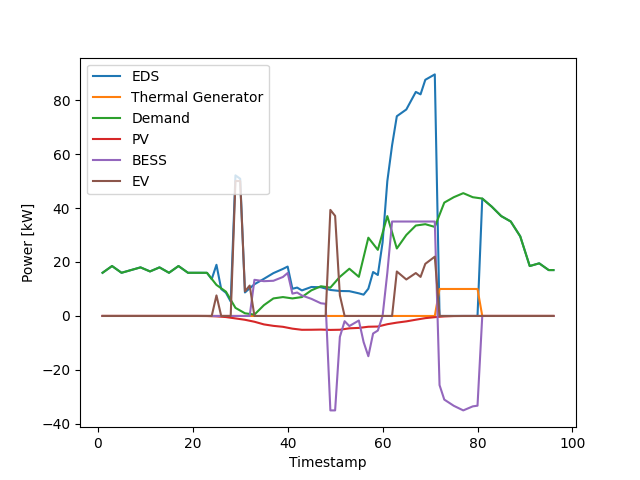 EDS
Thermal Generator
Demand
PV
BESS
EV
Power [kW]
80
60
40
20
0
−20
−40
0 20 40 60 80 100
Timestamp